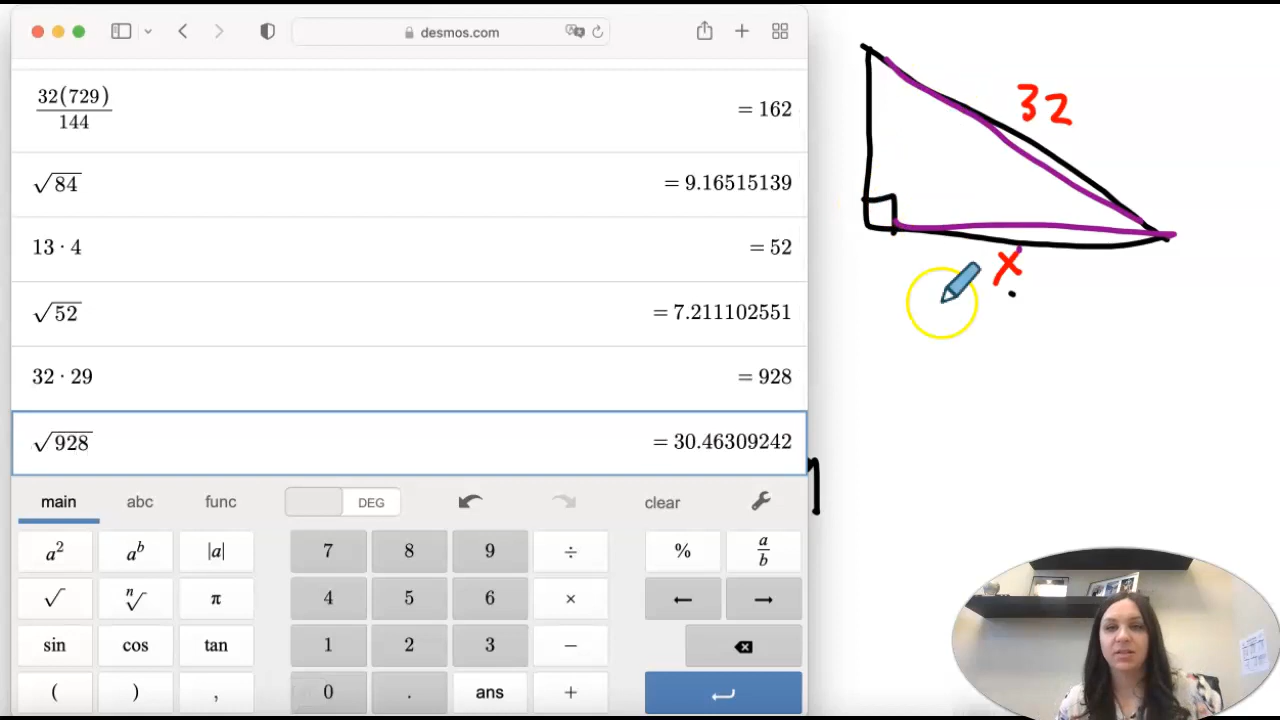 desmos.com
32(729)/144 = 162
√84 = 9.16515139
13 · 4 = 52
√52 = 7.211102551
32 · 29 = 928
√928 = 30.46309242
main abc func DEG clear
a² aᵇ |a| 7 8 9 ÷ % a/b
√ ⁿ√ π 4 5 6 × ← →
sin cos tan 1 2 3 −
( ) , 0 . ans +
32
x